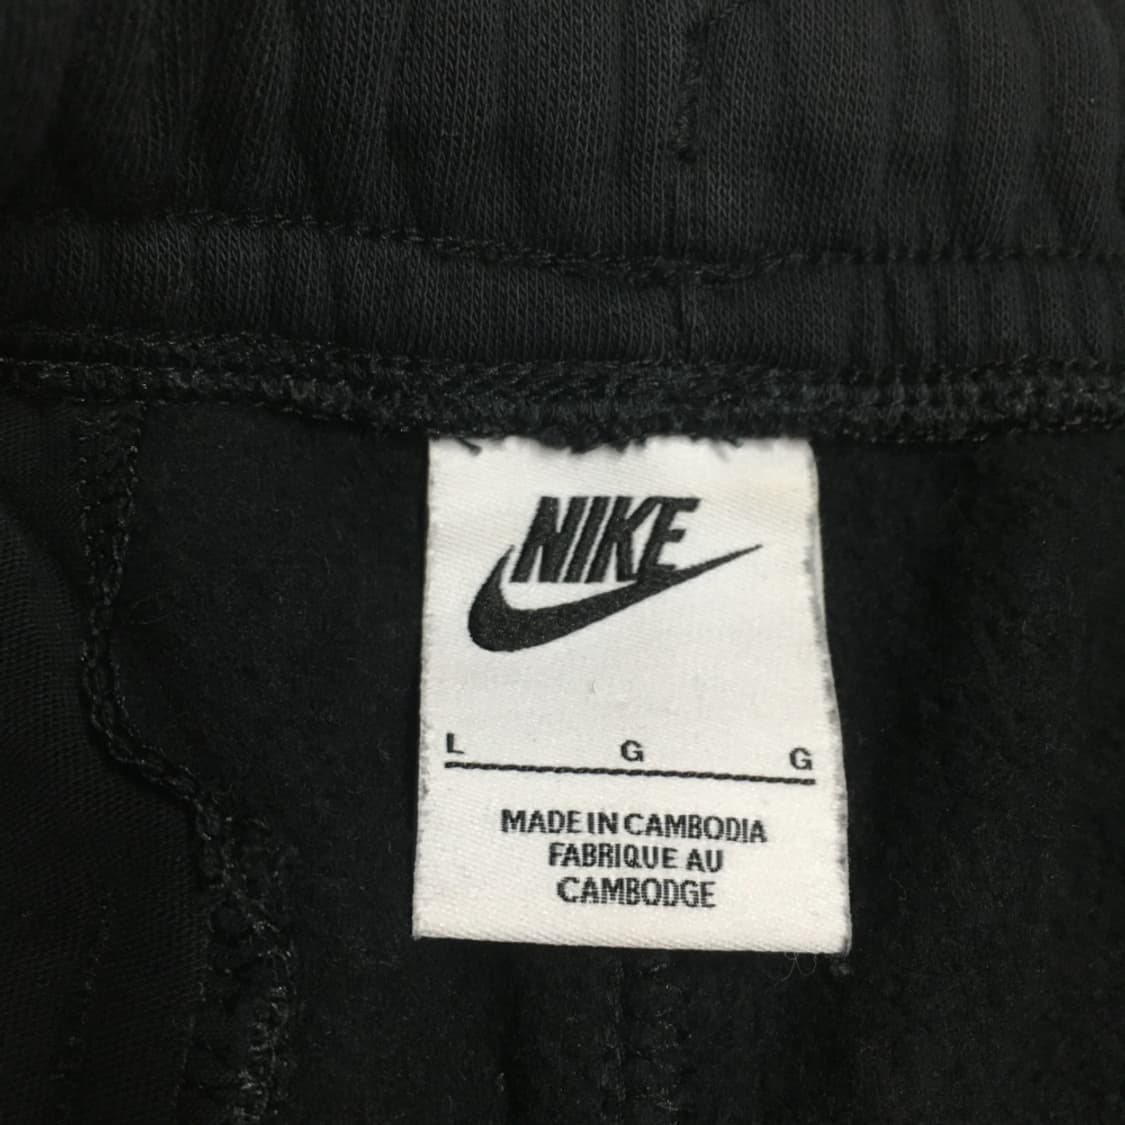 NIKE
L G G
MADE IN CAMBODIA
FABRIQUE AU
CAMBODGE